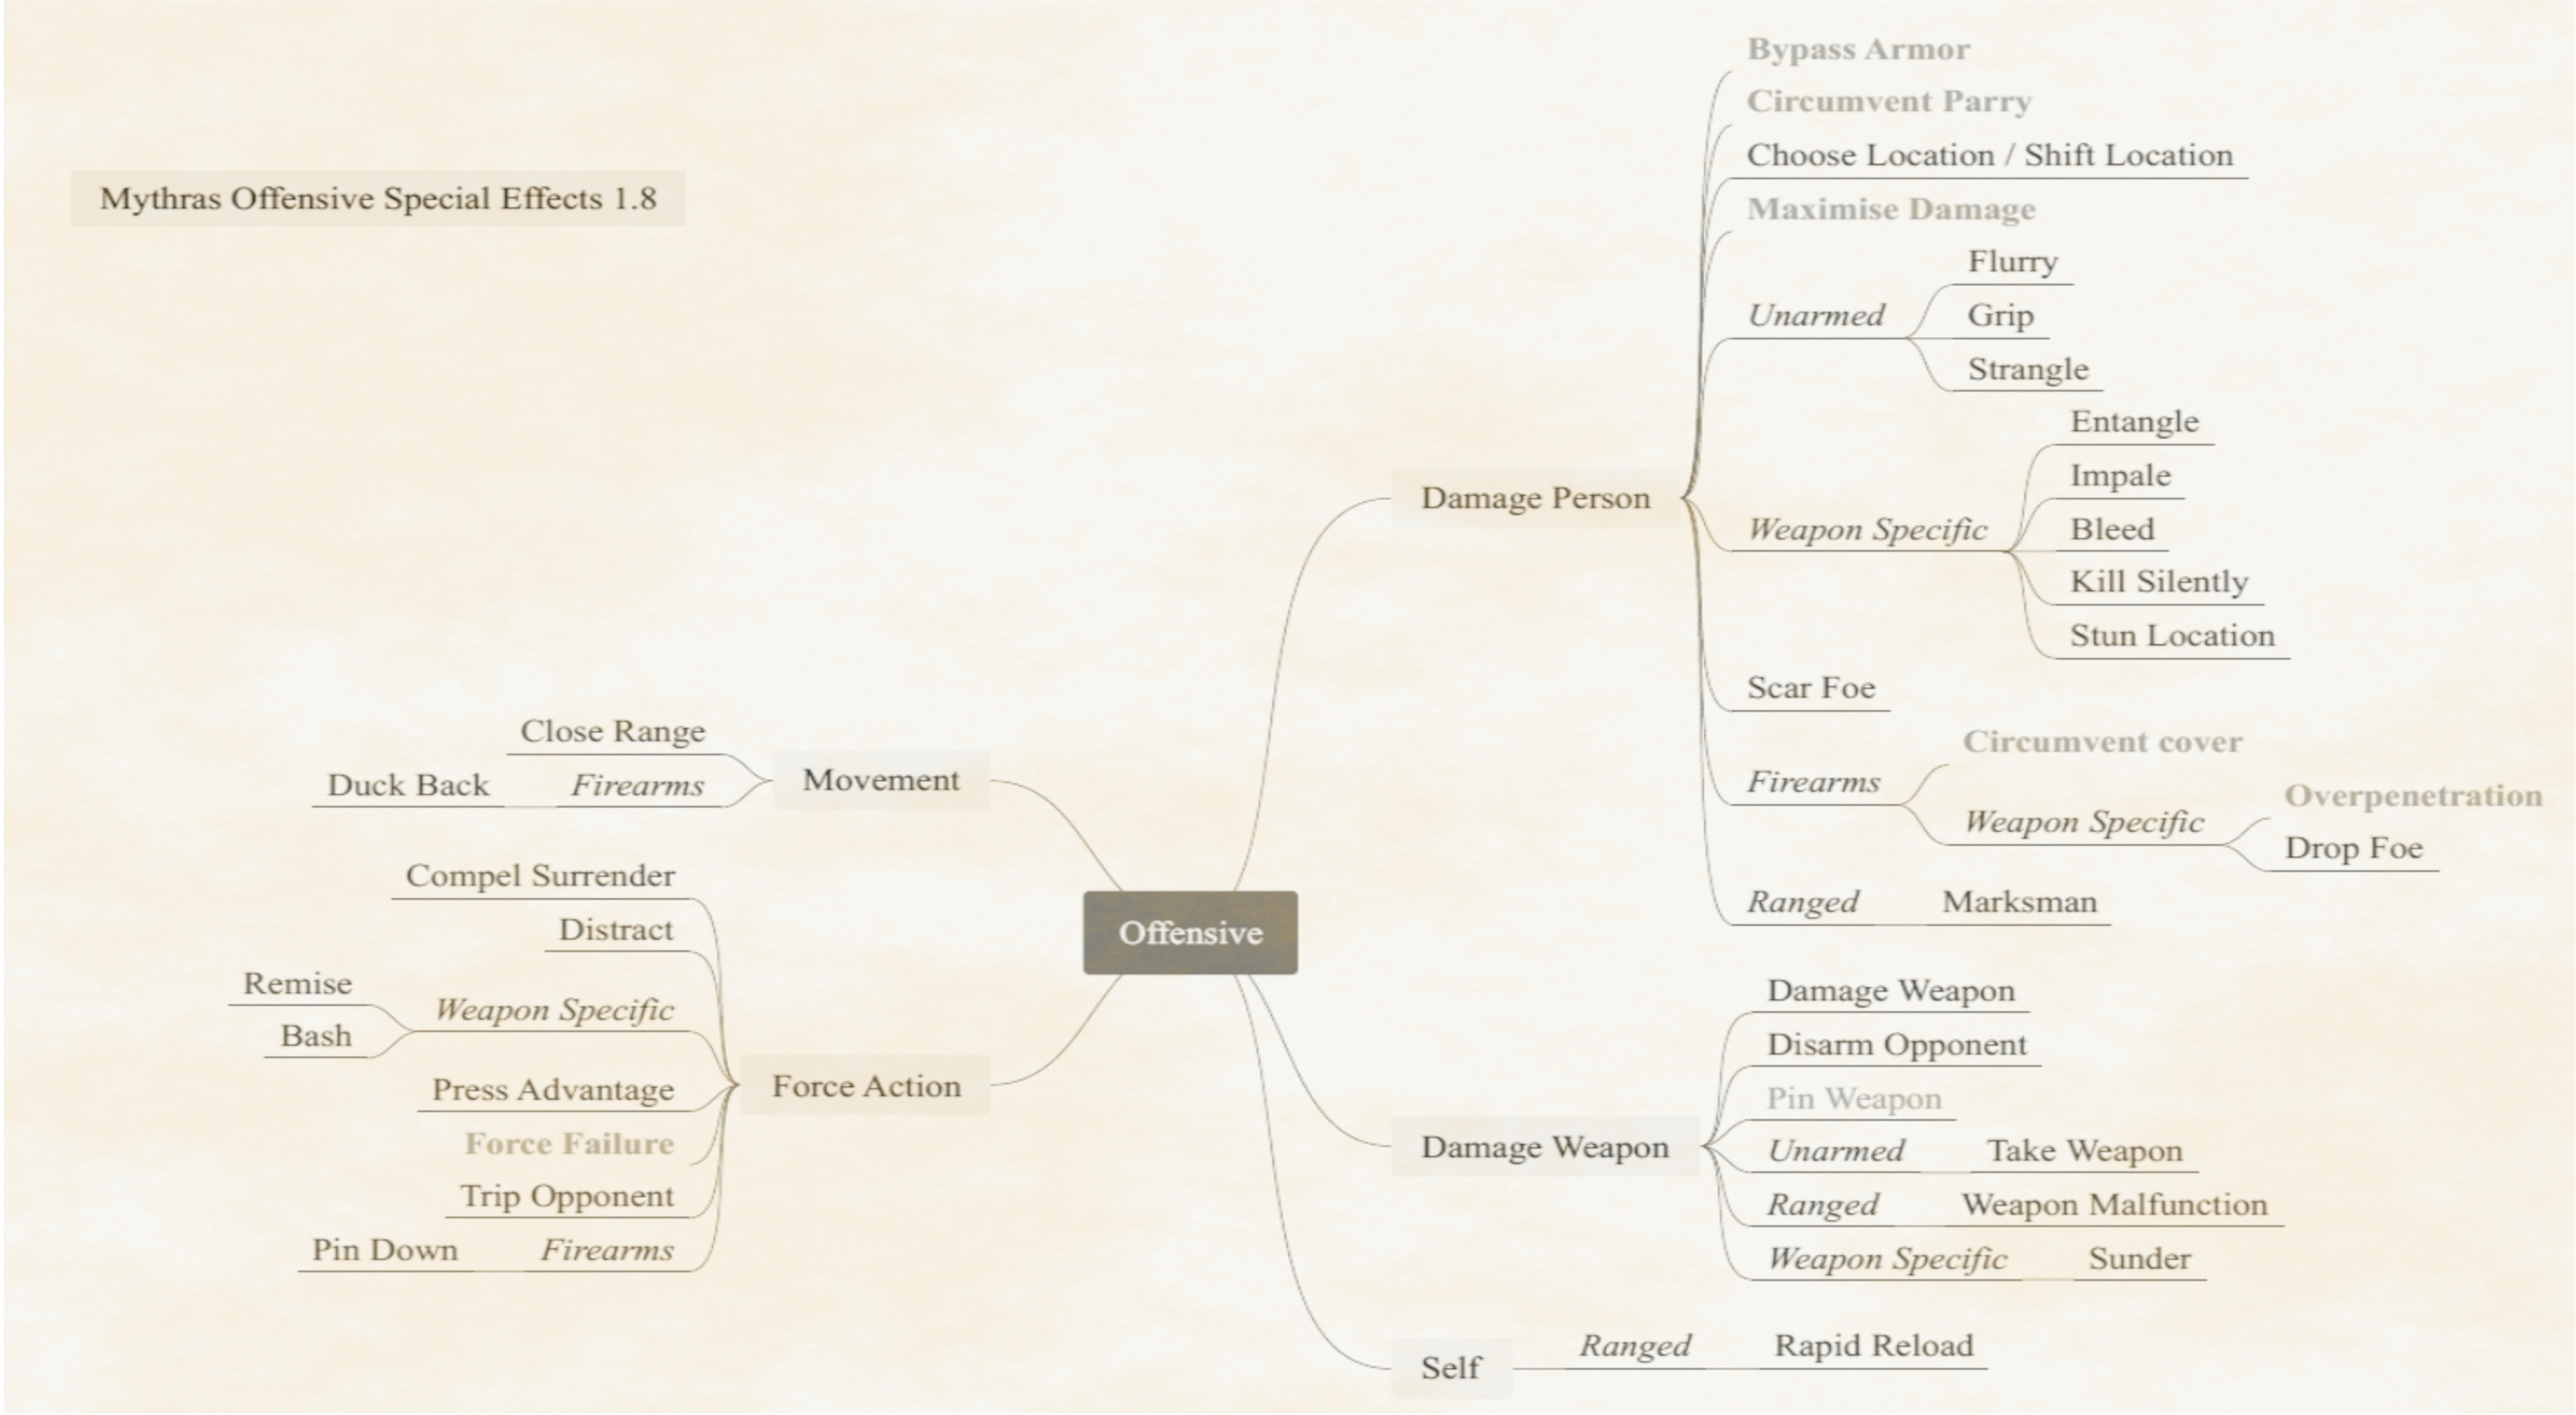 Mythras Offensive Special Effects 1.8
Offensive
Damage Person
Bypass Armor
Circumvent Parry
Choose Location / Shift Location
Maximise Damage
Unarmed
Flurry
Grip
Strangle
Weapon Specific
Entangle
Impale
Bleed
Kill Silently
Stun Location
Scar Foe
Firearms
Circumvent cover
Weapon Specific
Overpenetration
Drop Foe
Ranged
Marksman
Damage Weapon
Damage Weapon
Disarm Opponent
Pin Weapon
Unarmed
Take Weapon
Ranged
Weapon Malfunction
Weapon Specific
Sunder
Self
Ranged
Rapid Reload
Movement
Close Range
Firearms
Duck Back
Force Action
Compel Surrender
Distract
Weapon Specific
Remise
Bash
Press Advantage
Force Failure
Trip Opponent
Firearms
Pin Down